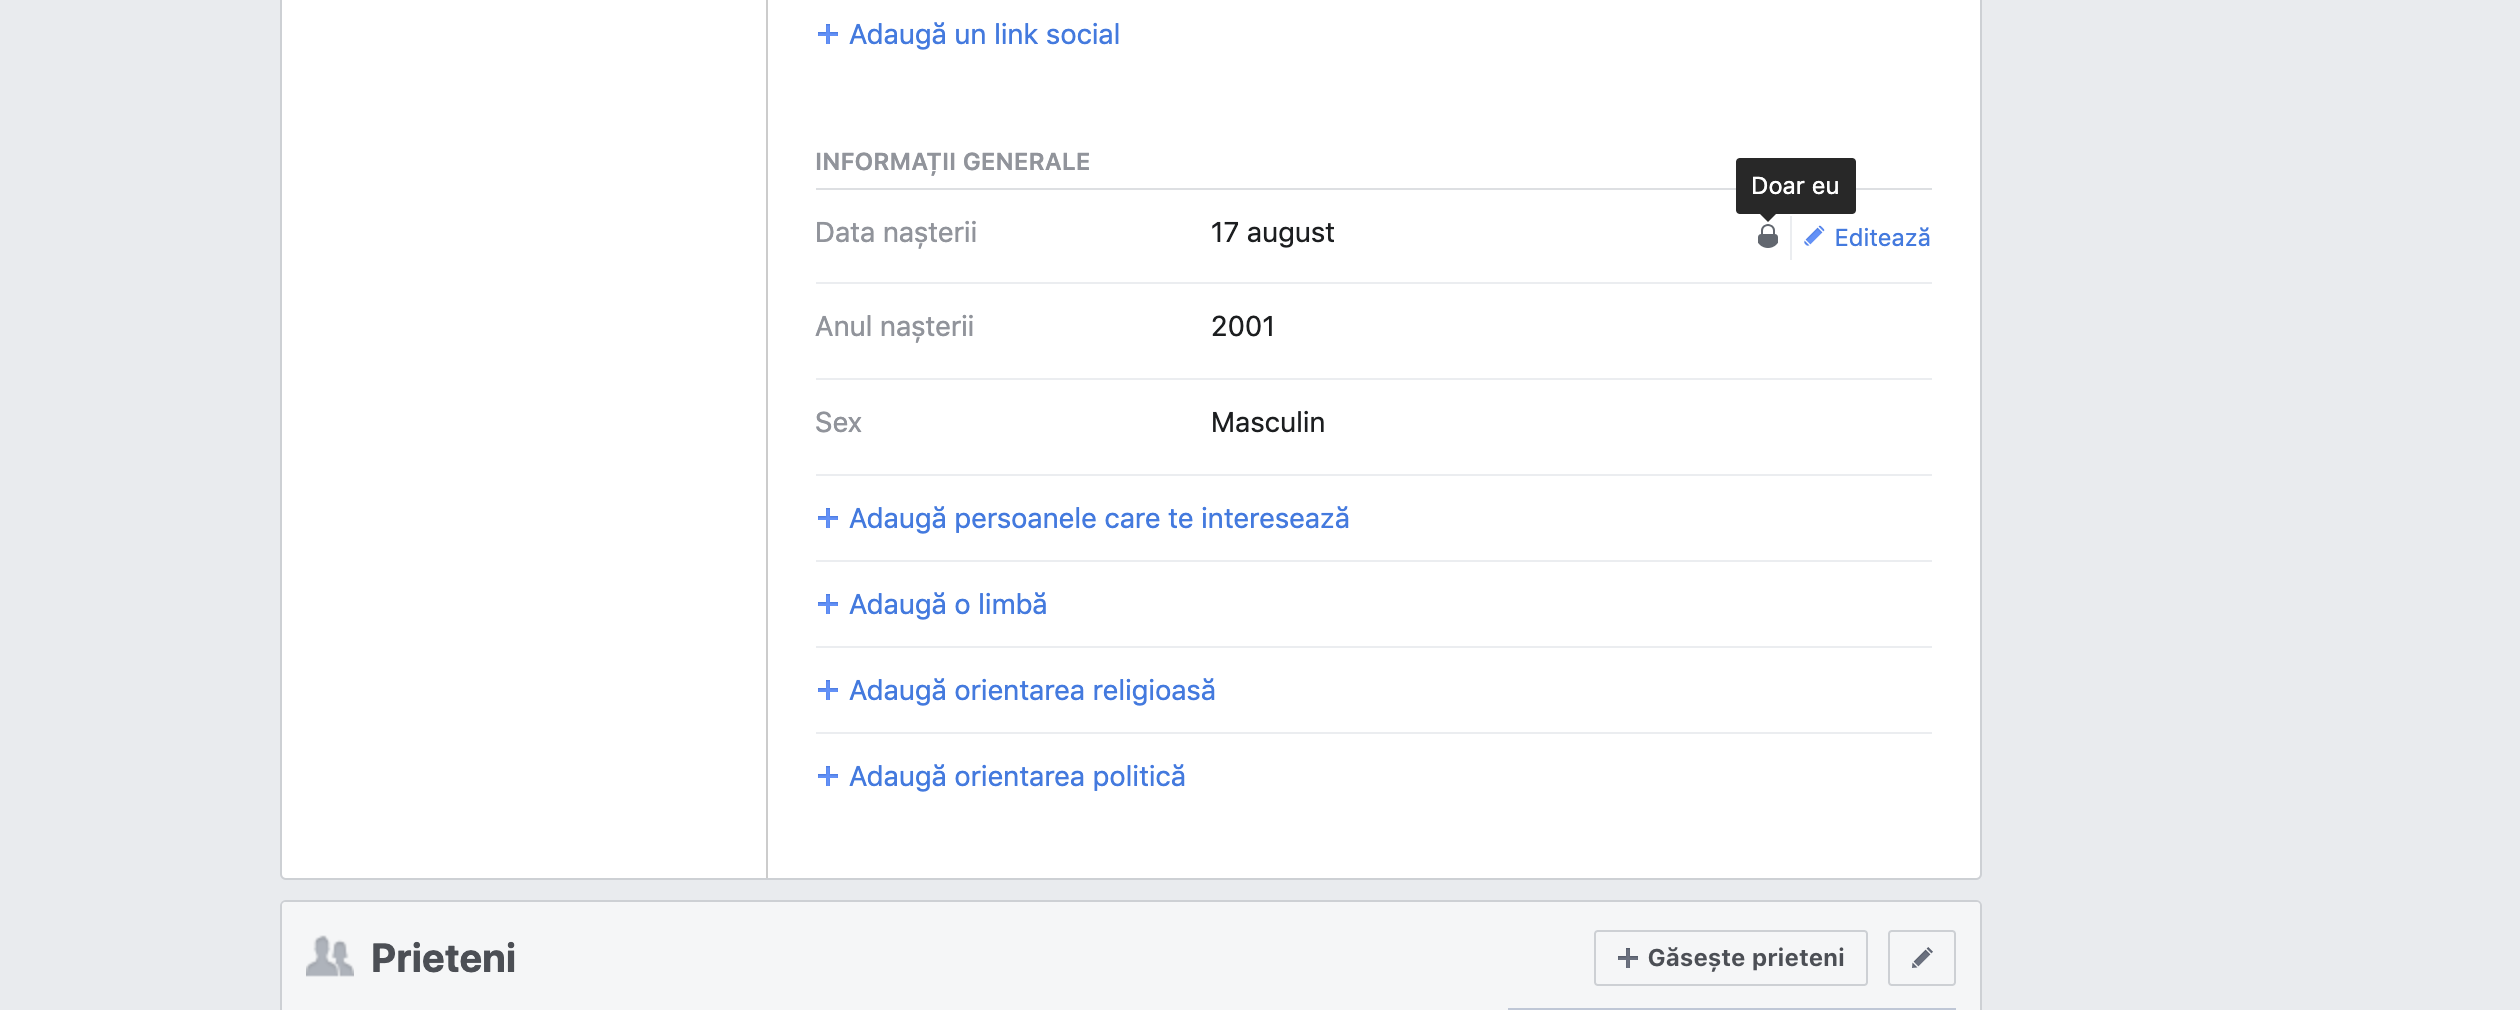 Adaugă un link social
INFORMAȚII GENERALE
Doar eu
Data nașterii 17 august Editează
Anul nașterii 2001
Sex Masculin
Adaugă persoanele care te interesează
Adaugă o limbă
Adaugă orientarea religioasă
Adaugă orientarea politică
Prieteni Găsește prieteni